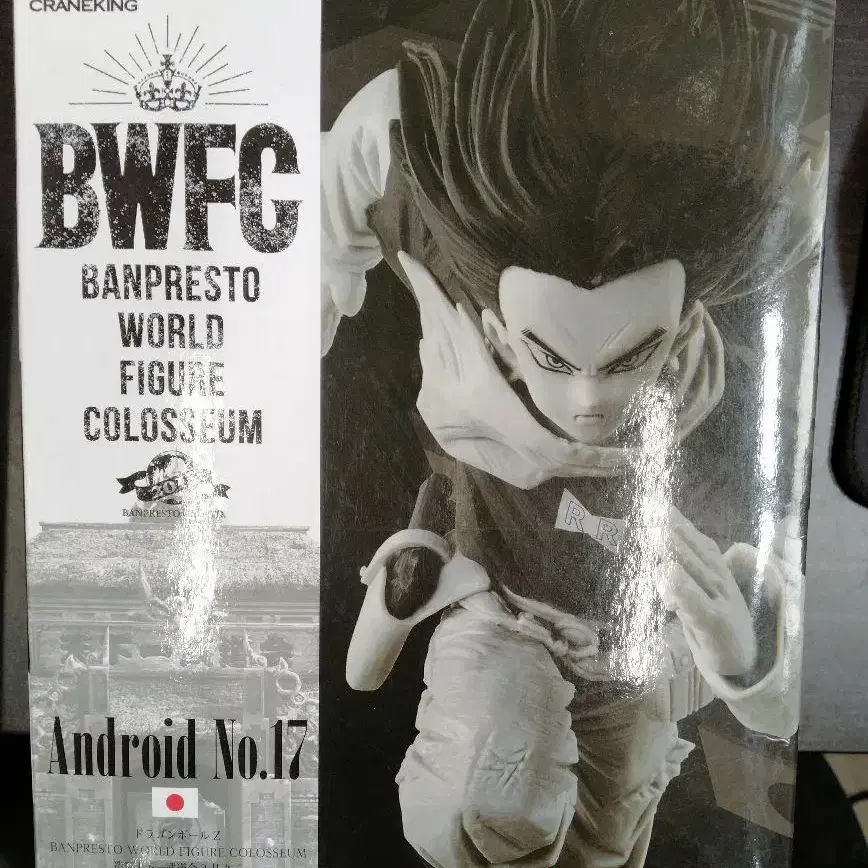 CRANEKING
BWFC
BANPRESTO
WORLD
FIGURE
COLOSSEUM
BANPRESTO
R R
Android No.17
ドラゴンボールZ
BANPRESTO WORLD FIGURE COLOSSEUM